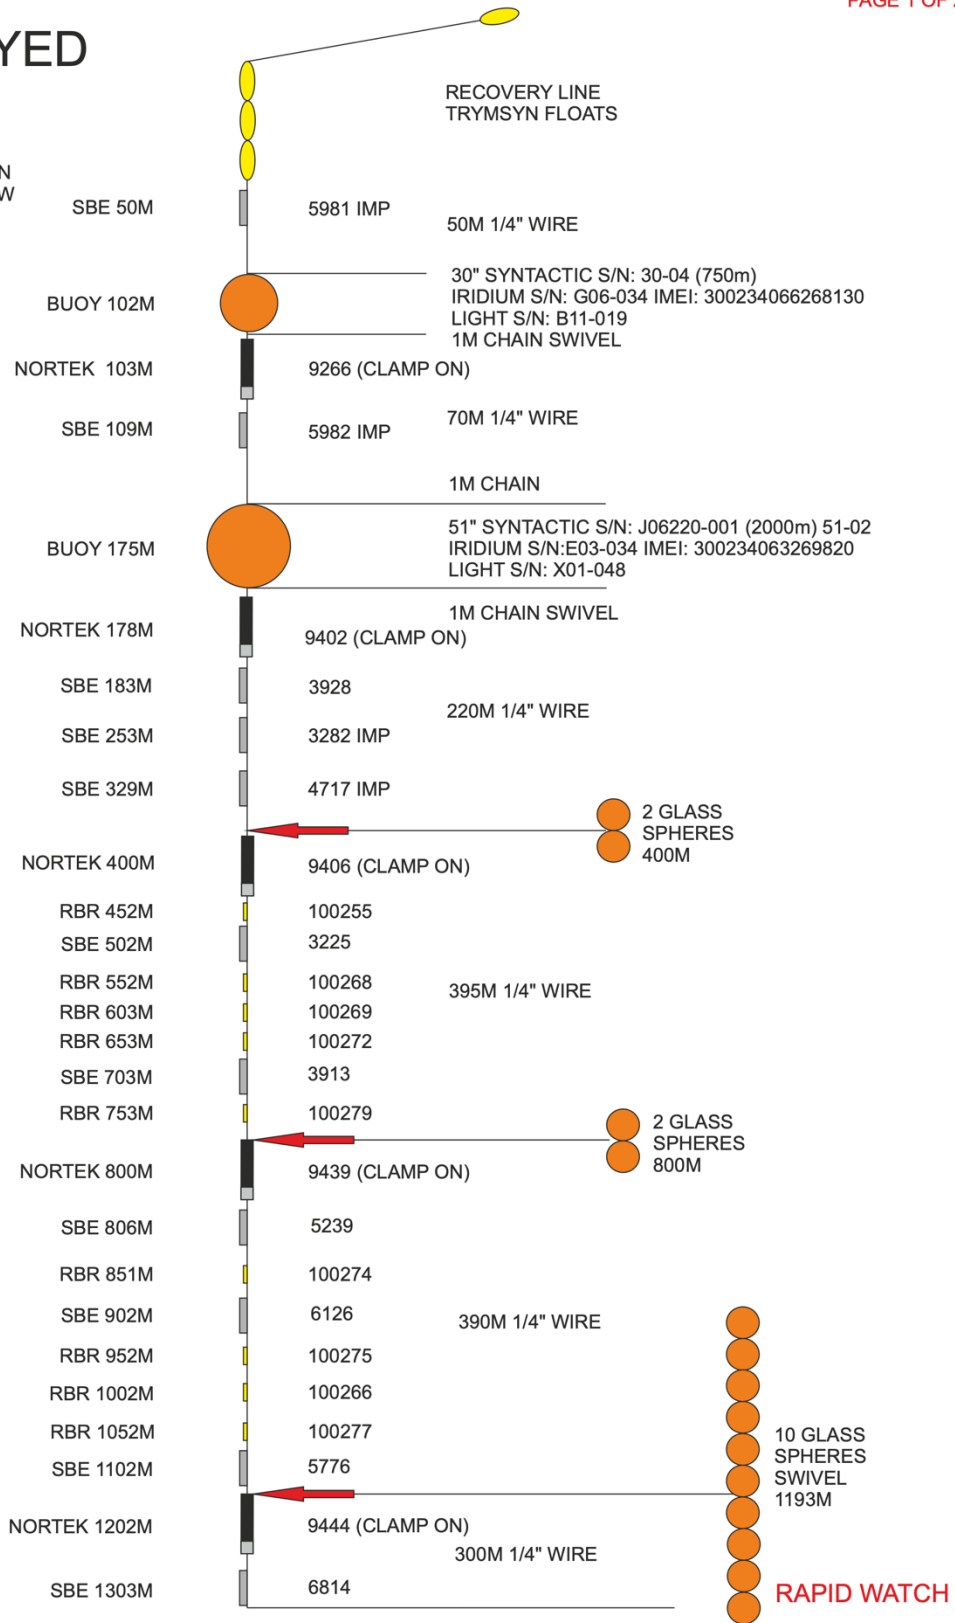 PAGE 1 OF
YED
RECOVERY LINE
TRYMSYN FLOATS
N
W
SBE 50M
5981 IMP
50M 1/4" WIRE
30" SYNTACTIC S/N: 30-04 (750m)
BUOY 102M
IRIDIUM S/N: G06-034 IMEI: 300234066268130
LIGHT S/N: B11-019
1M CHAIN SWIVEL
NORTEK 103M
9266 (CLAMP ON)
70M 1/4" WIRE
SBE 109M
5982 IMP
1M CHAIN
51" SYNTACTIC S/N: J06220-001 (2000m) 51-02
BUOY 175M
IRIDIUM S/N:E03-034 IMEI: 300234063269820
LIGHT S/N: X01-048
1M CHAIN SWIVEL
NORTEK 178M
9402 (CLAMP ON)
SBE 183M
3928
220M 1/4" WIRE
SBE 253M
3282 IMP
SBE 329M
4717 IMP
2 GLASS
SPHERES
400M
NORTEK 400M
9406 (CLAMP ON)
RBR 452M
100255
SBE 502M
3225
RBR 552M
100268
395M 1/4" WIRE
RBR 603M
100269
RBR 653M
100272
SBE 703M
3913
RBR 753M
100279
2 GLASS
SPHERES
800M
NORTEK 800M
9439 (CLAMP ON)
SBE 806M
5239
RBR 851M
100274
SBE 902M
6126
390M 1/4" WIRE
RBR 952M
100275
RBR 1002M
100266
RBR 1052M
100277
10 GLASS
SPHERES
SWIVEL
1193M
SBE 1102M
5776
NORTEK 1202M
9444 (CLAMP ON)
300M 1/4" WIRE
SBE 1303M
6814
RAPID WATCH